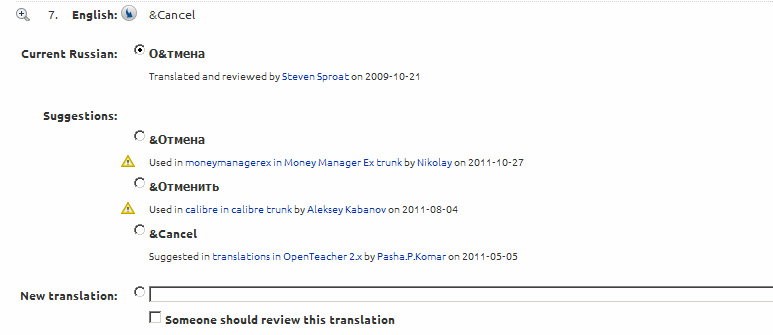 7. English: &Cancel
Current Russian: О&тмена
Translated and reviewed by Steven Sproat on 2009-10-21
Suggestions:
&Отмена
Used in moneymanagerex in Money Manager Ex trunk by Nikolay on 2011-10-27
&Отменить
Used in calibre in calibre trunk by Aleksey Kabanov on 2011-08-04
&Cancel
Suggested in translations in OpenTeacher 2.x by Pasha.P.Komar on 2011-05-05
New translation:
Someone should review this translation